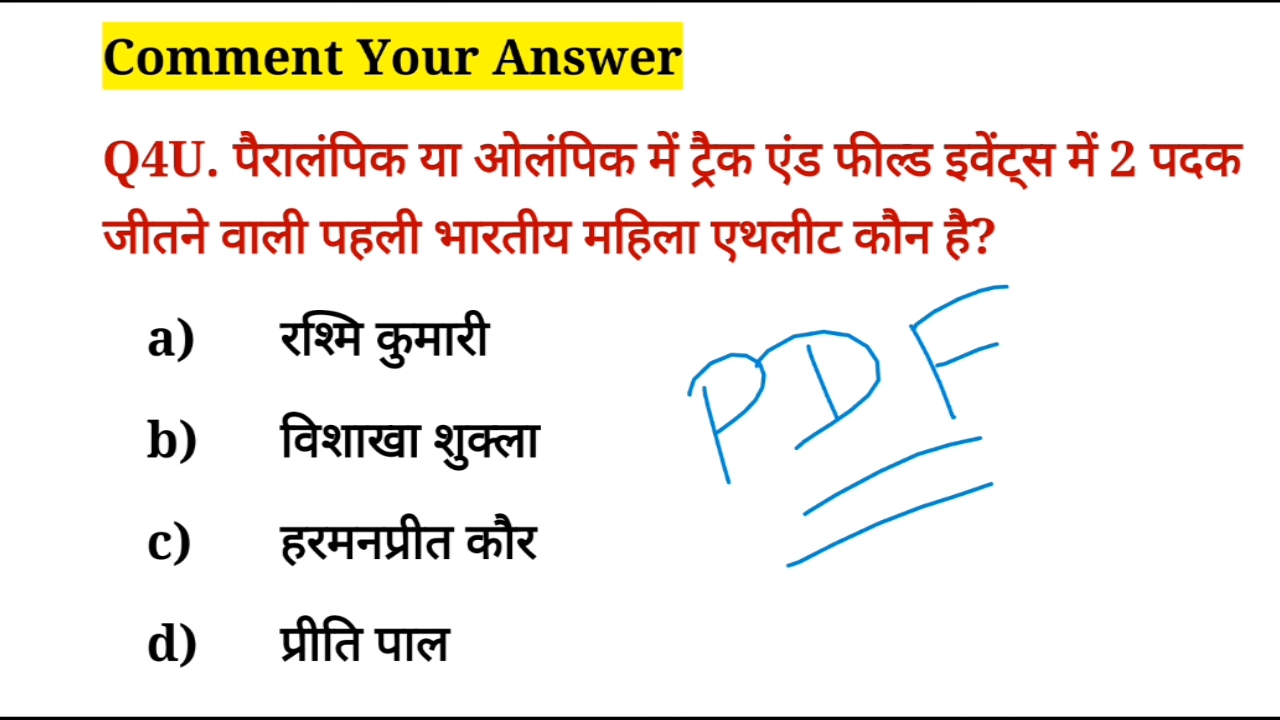 Comment Your Answer
Q4U. पैरालंपिक या ओलंपिक में ट्रैक एंड फील्ड इवेंट्स में 2 पदक
जीतने वाली पहली भारतीय महिला एथलीट कौन है?
a) रश्मि कुमारी
b) विशाखा शुक्ला
c) हरमनप्रीत कौर
d) प्रीति पाल
PDF